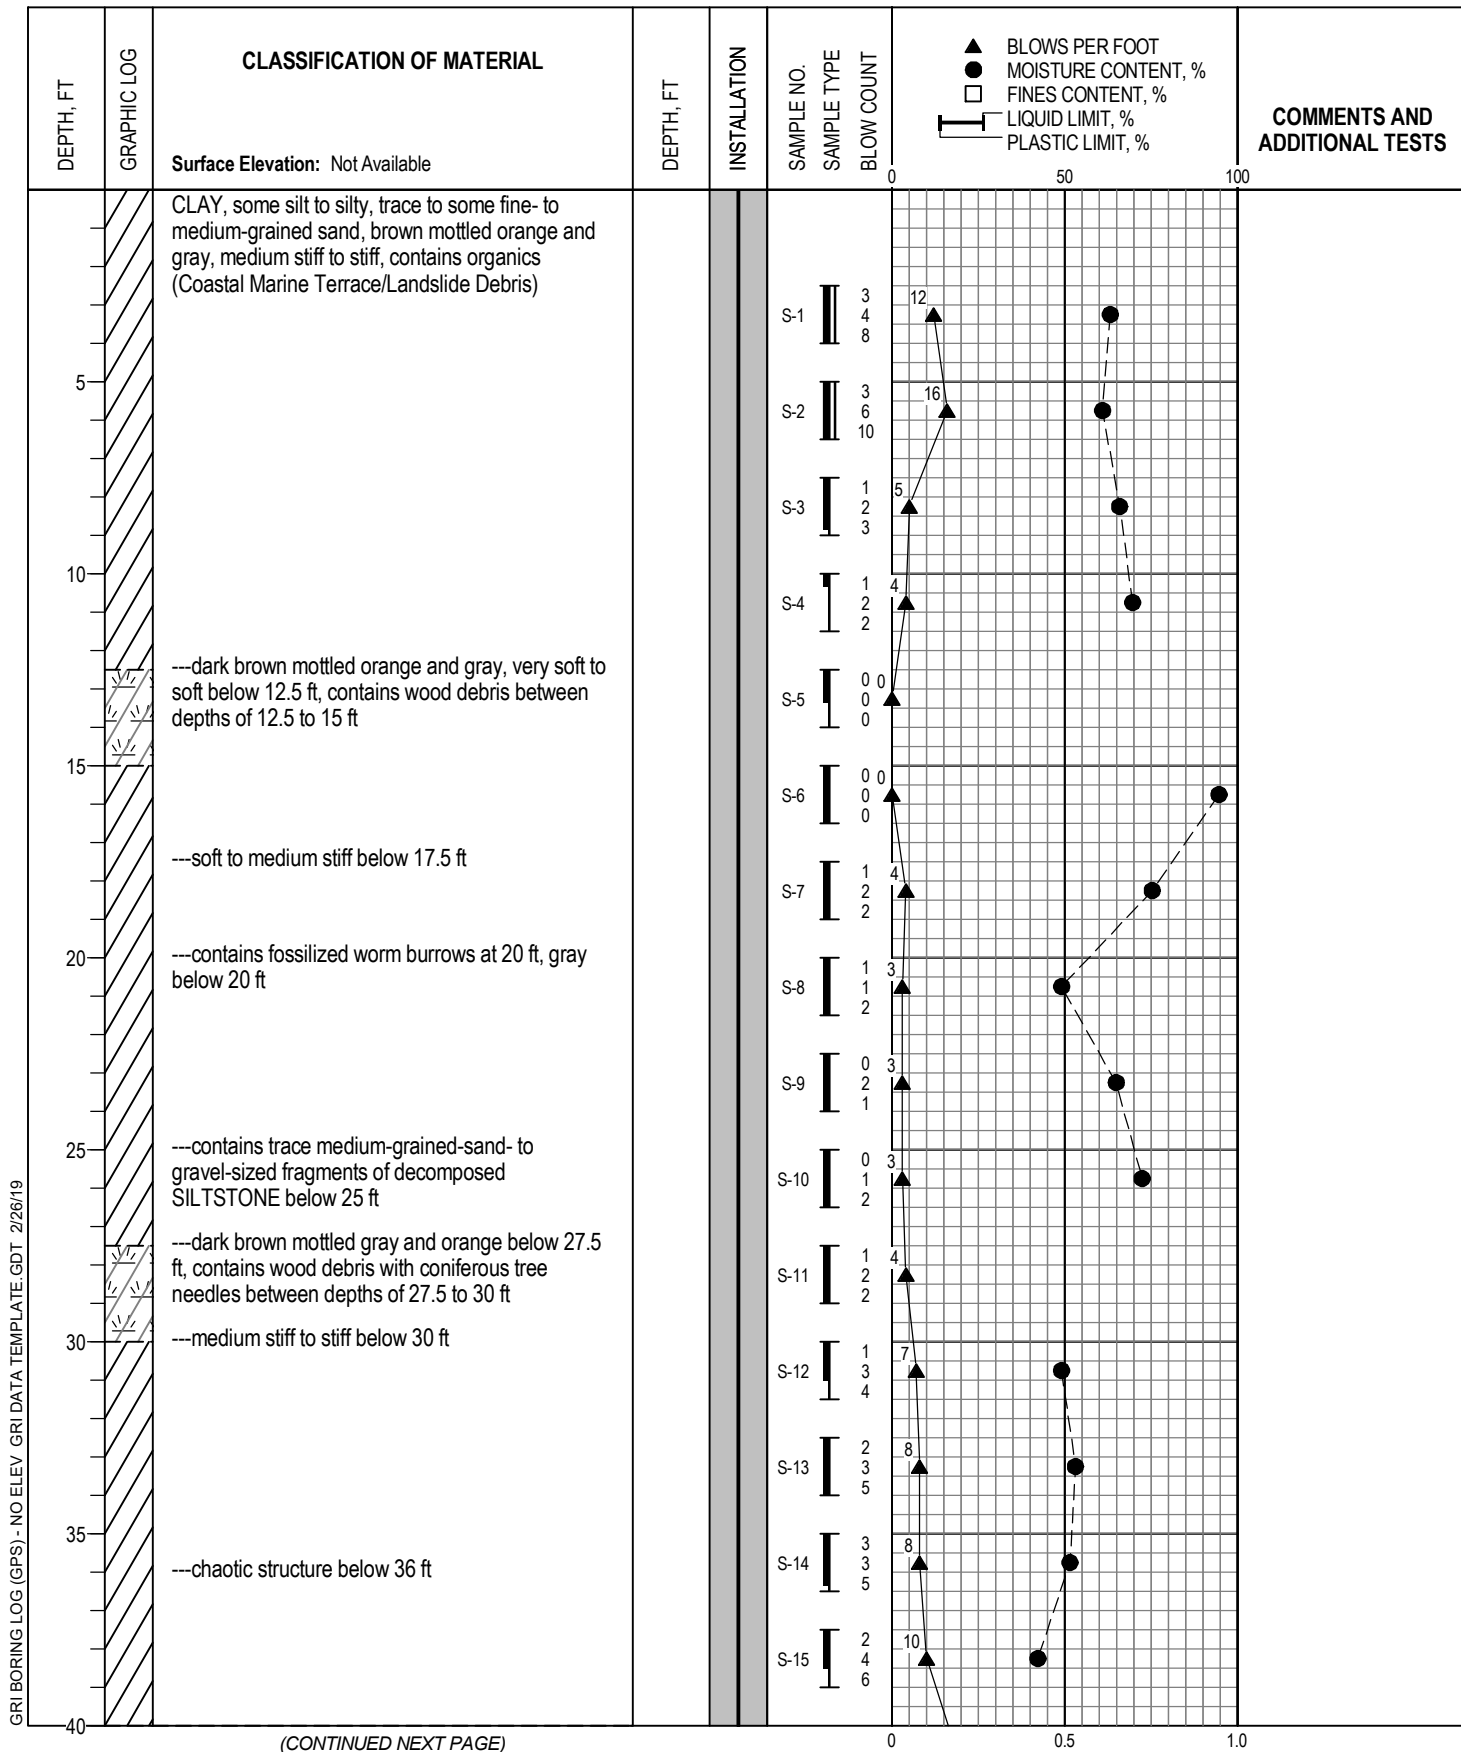 DEPTH, FT
GRAPHIC LOG
CLASSIFICATION OF MATERIAL
Surface Elevation: Not Available
DEPTH, FT
INSTALLATION
SAMPLE NO.
SAMPLE TYPE
BLOW COUNT
BLOWS PER FOOT
MOISTURE CONTENT, %
FINES CONTENT, %
LIQUID LIMIT, %
PLASTIC LIMIT, %
0 50 100
COMMENTS AND
ADDITIONAL TESTS
CLAY, some silt to silty, trace to some fine- to
medium-grained sand, brown mottled orange and
gray, medium stiff to stiff, contains organics
(Coastal Marine Terrace/Landslide Debris)
S-1
3
4
8
12
5
S-2
3
6
10
16
S-3
1
2
3
5
10
S-4
1
2
2
4
---dark brown mottled orange and gray, very soft to
soft below 12.5 ft, contains wood debris between
depths of 12.5 to 15 ft
S-5
0
0
0
0
15
S-6
0
0
0
0
---soft to medium stiff below 17.5 ft
S-7
1
2
2
4
20
---contains fossilized worm burrows at 20 ft, gray
below 20 ft
S-8
1
1
2
3
S-9
0
2
1
3
25
---contains trace medium-grained-sand- to
gravel-sized fragments of decomposed
SILTSTONE below 25 ft
S-10
0
1
2
3
---dark brown mottled gray and orange below 27.5
ft, contains wood debris with coniferous tree
needles between depths of 27.5 to 30 ft
S-11
1
2
2
4
30
---medium stiff to stiff below 30 ft
S-12
1
3
4
7
S-13
2
3
5
8
35
---chaotic structure below 36 ft
S-14
3
3
5
8
S-15
2
4
6
10
40
(CONTINUED NEXT PAGE)
0 0.5 1.0
GRI BORING LOG (GPS) - NO ELEV GRI DATA TEMPLATE.GDT 2/26/19